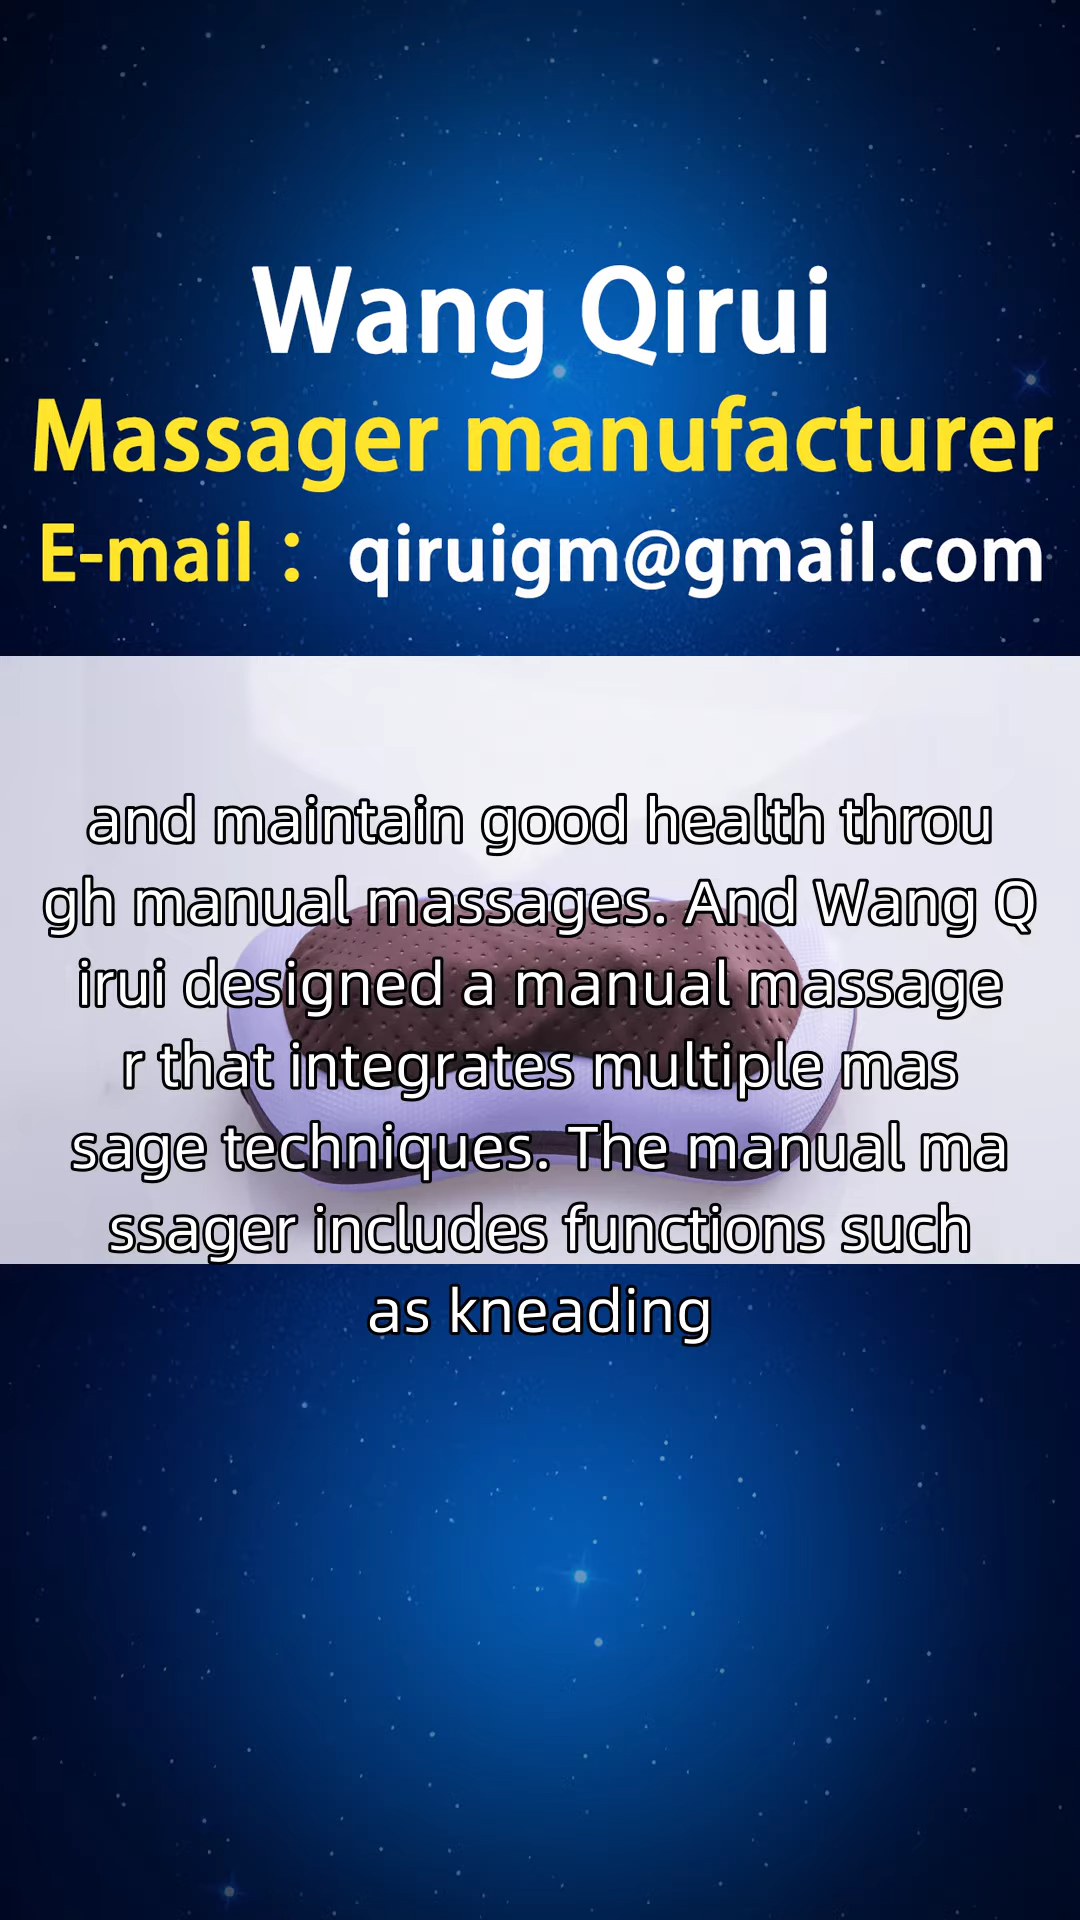 Wang Qirui
Massager manufacturer
E-mail： qiruigm@gmail.com
and maintain good health throu
gh manual massages. And Wang Q
irui designed a manual massage
r that integrates multiple mas
sage techniques. The manual ma
ssager includes functions such
as kneading